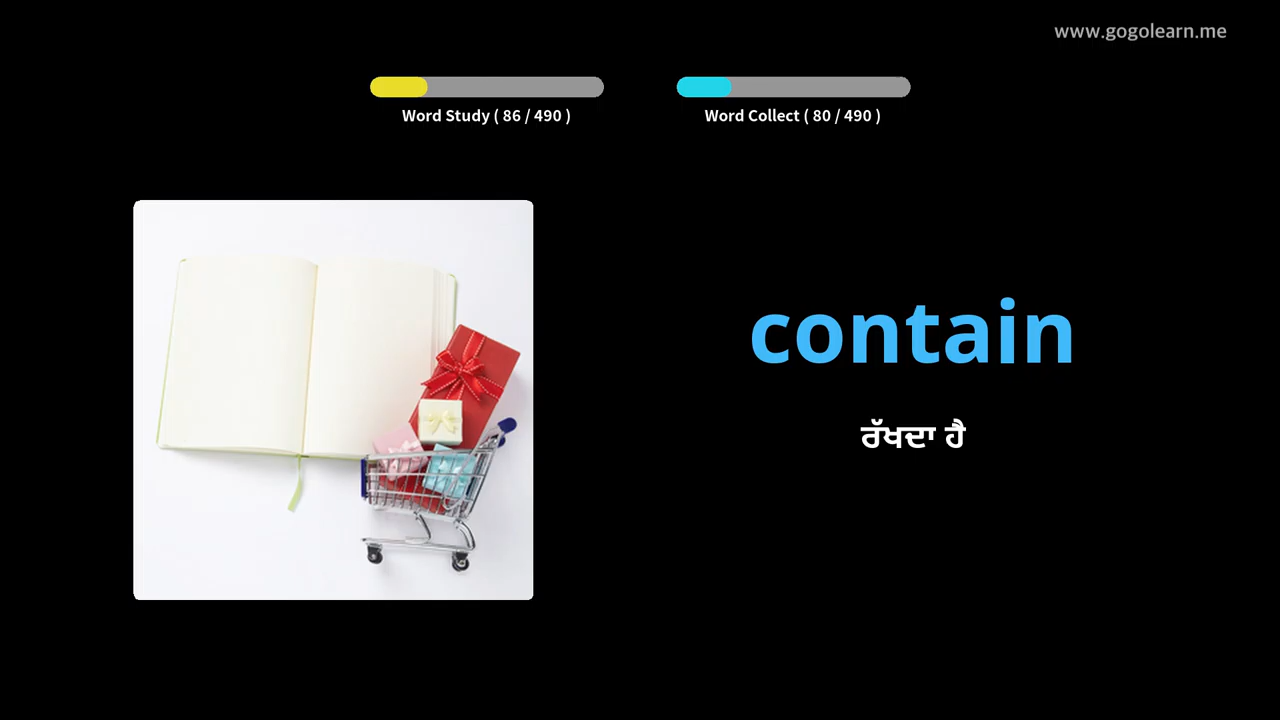 www.gogolearn.me
Word Study ( 86 / 490 )
Word Collect ( 80 / 490 )
contain
ਰੱਖਦਾ ਹੈ